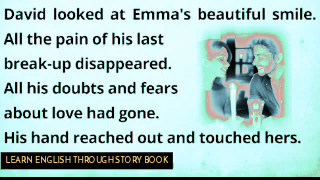 David looked at Emma's beautiful smile.
All the pain of his last
break-up disappeared.
All his doubts and fears
about love had gone.
His hand reached out and touched hers.
LEARN ENGLISH THROUGH STORY BOOK